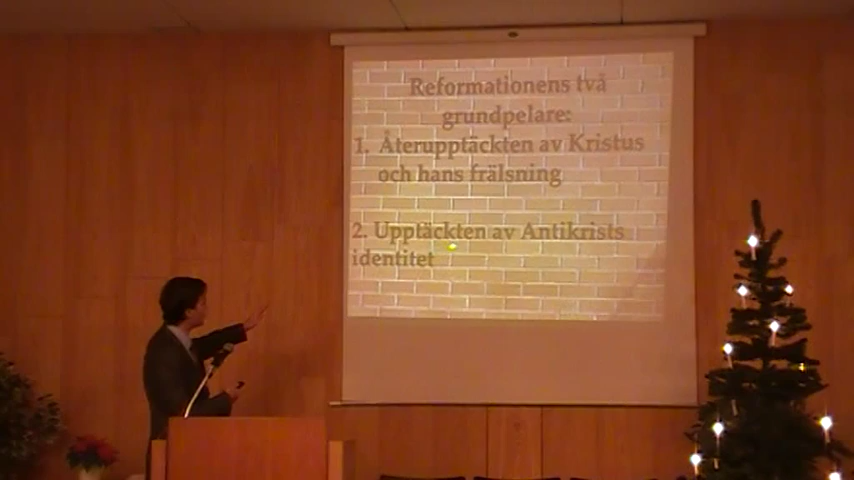 Reformationens två
grundpelare:
1. Återupptäckten av Kristus
och hans frälsning
2. Upptäckten av Antikrists
identitet